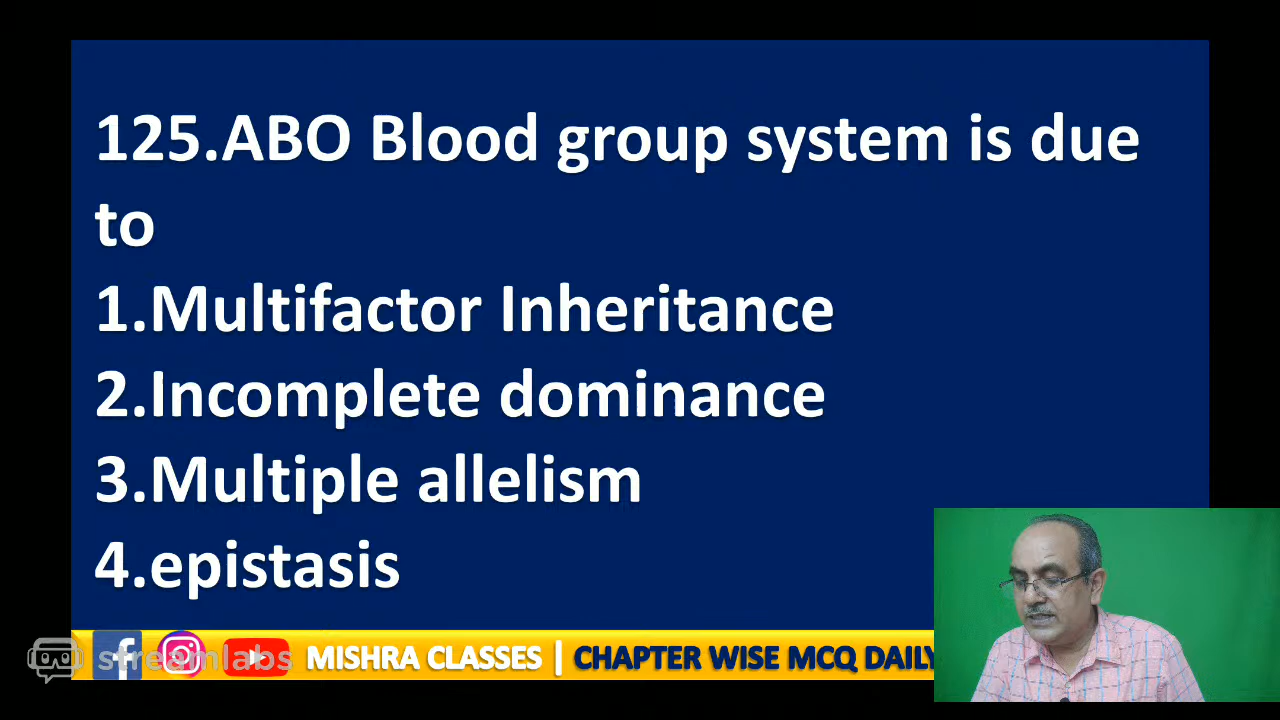 125.ABO Blood group system is due
to
1.Multifactor Inheritance
2.Incomplete dominance
3.Multiple allelism
4.epistasis
streamlabs MISHRA CLASSES | CHAPTER WISE MCQ DAILY